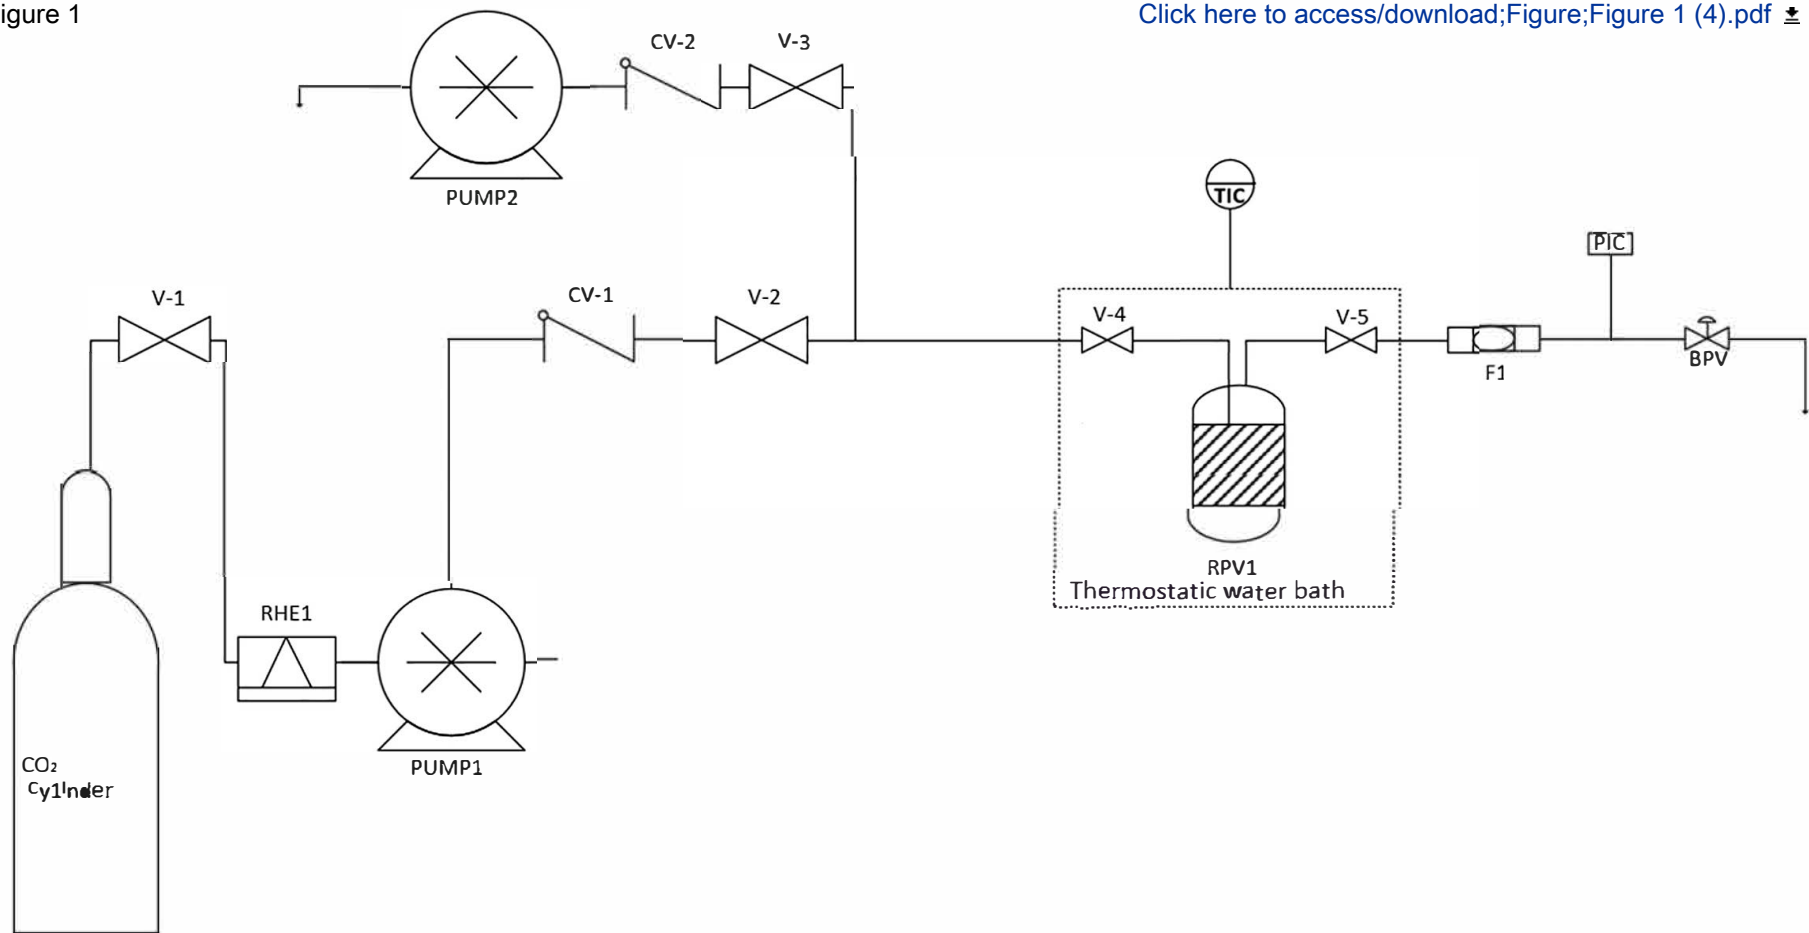 igure 1
Click here to access/download;Figure;Figure 1 (4).pdf
CV-2
V-3
PUMP2
TIC
PIC
V-1
CV-1
V-2
V-4
V-5
F1
BPV
RPV1
Thermostatic water bath
RHE1
PUMP1
CO₂
Cy1Inder